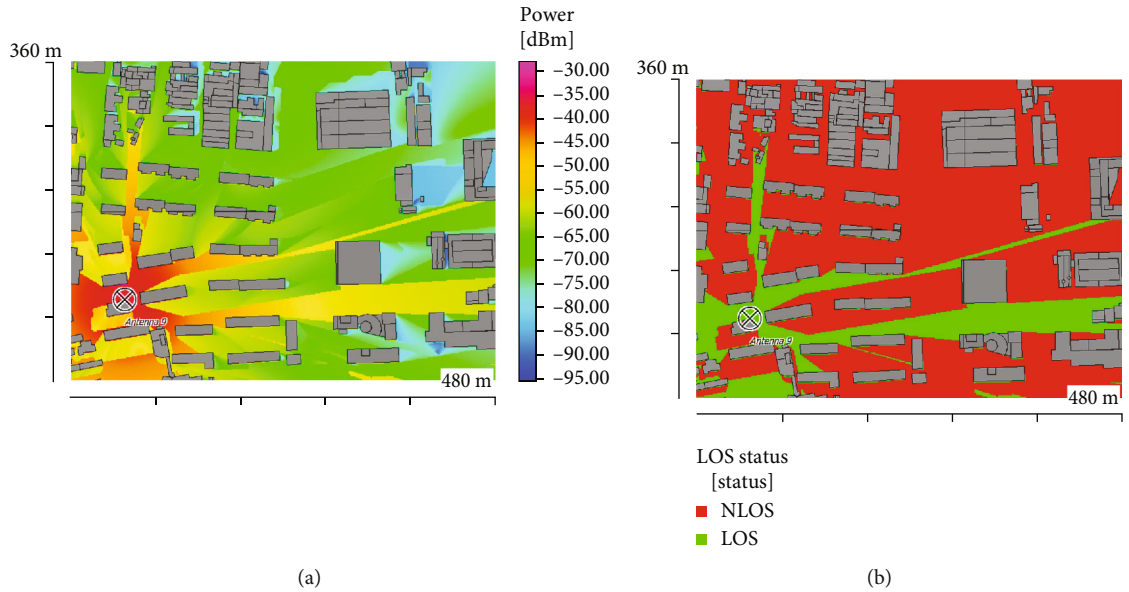 Power
[dBm]
360 m
–30.00
–35.00
–40.00
–50.00
–45.00
–55.00
–60.00
–65.00
–70.00
–75.00
–80.00
–85.00
–90.00
–95.00
Antenna 9
480 m
(a)
360 m
Antenna 9
480 m
LOS status
[status]
NLOS
LOS
(b)